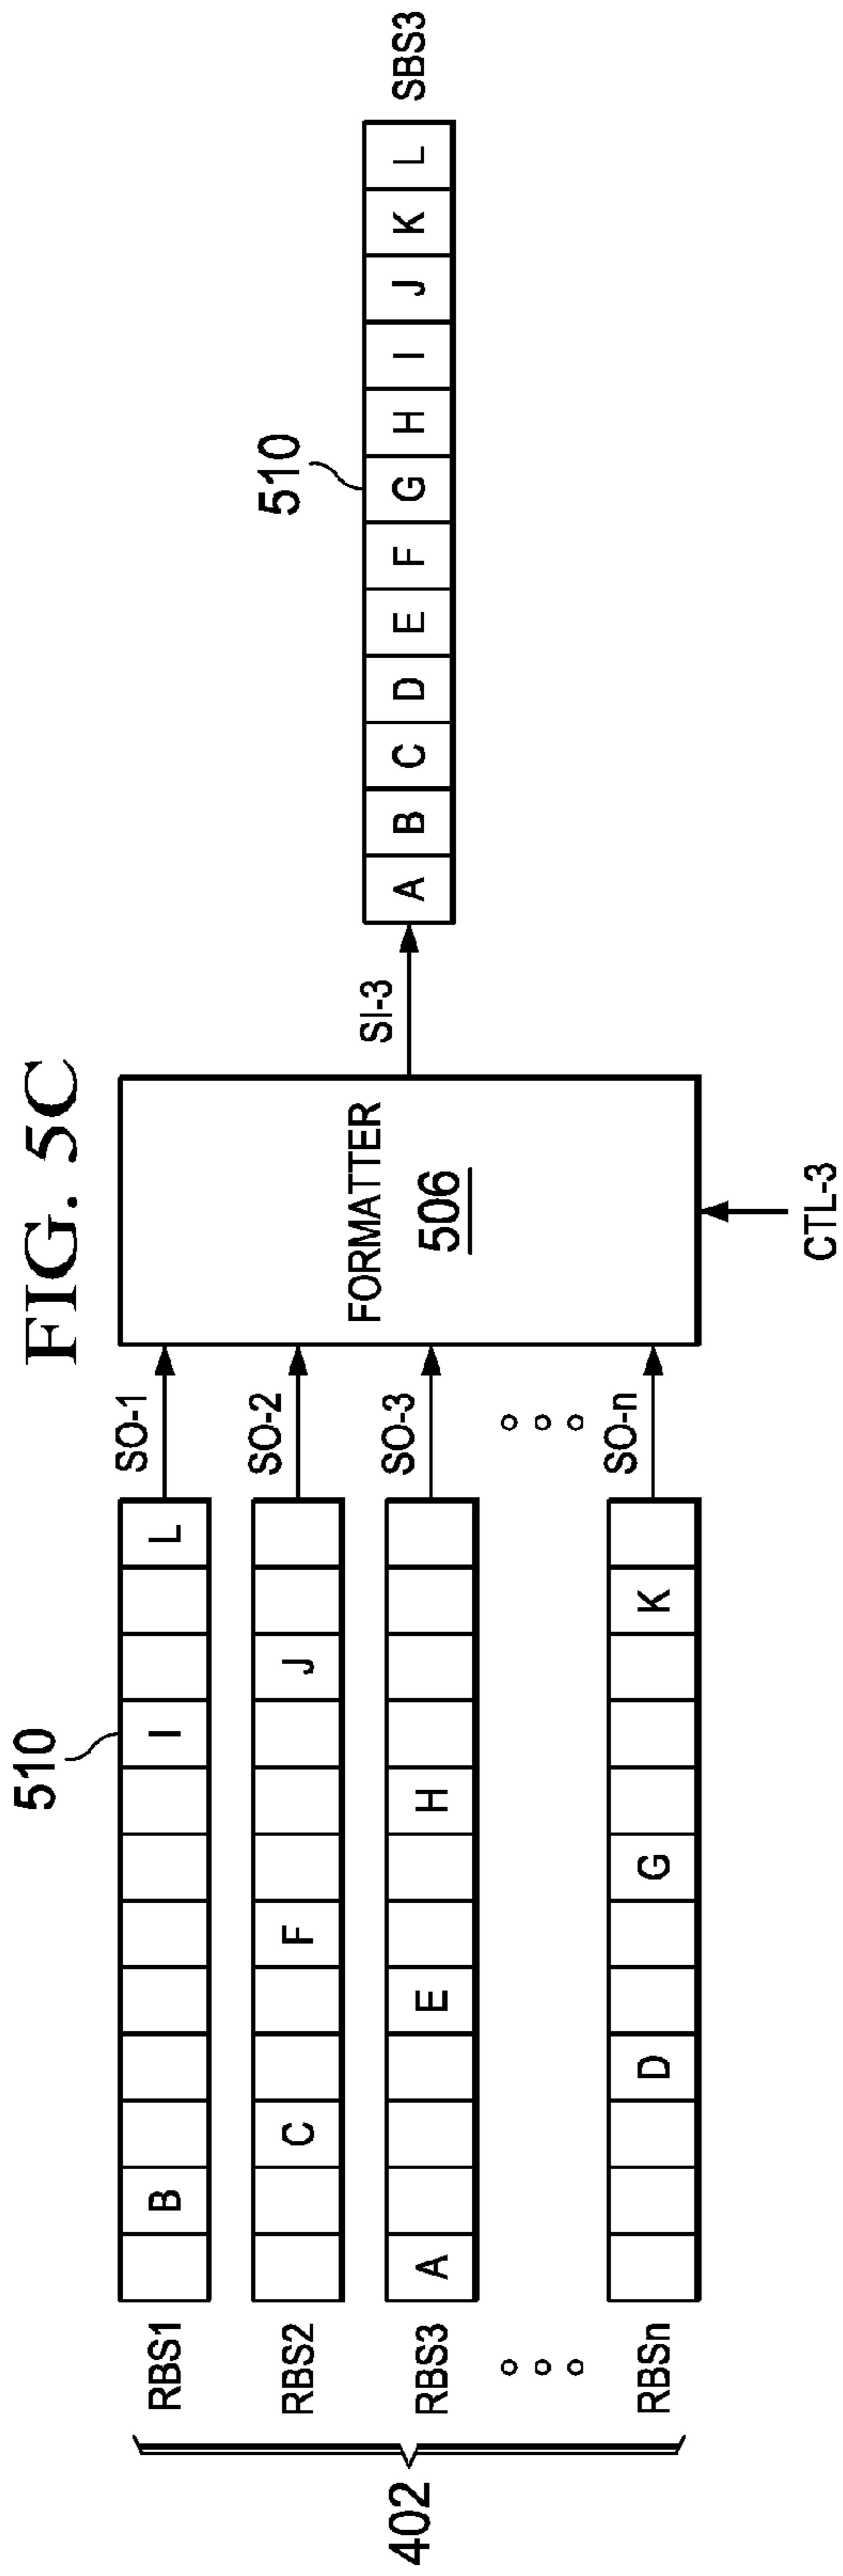 FIG. 5C
510
RBS1 B I L SO-1
RBS2 C F J SO-2
RBS3 A E H SO-3
RBSn D G K SO-n
402
FORMATTER
506
CTL-3
SI-3
510
A B C D E F G H I J K L SBS3